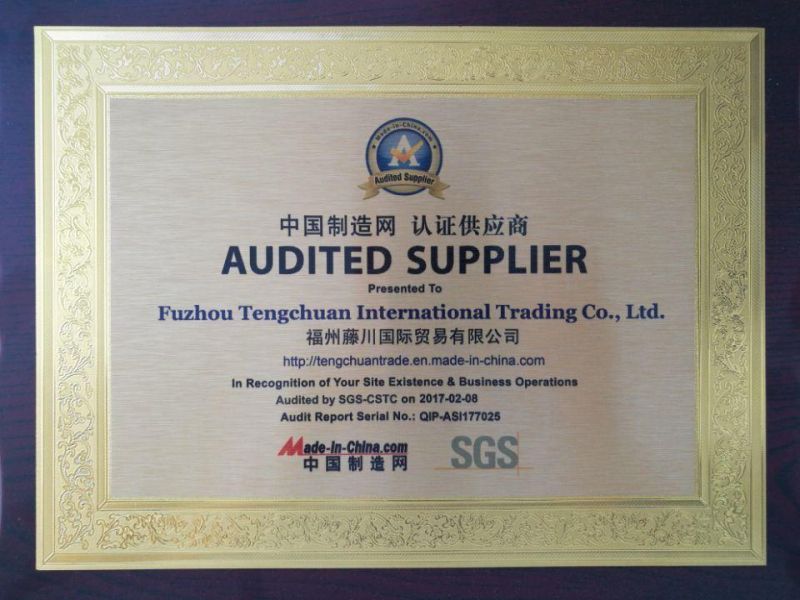 Made-in-China.com
A
Audited Supplier
中国制造网 认证供应商
AUDITED SUPPLIER
Presented To
Fuzhou Tengchuan International Trading Co., Ltd.
福州藤川国际贸易有限公司
http://tengchuantrade.en.made-in-china.com
In Recognition of Your Site Existence & Business Operations
Audited by SGS-CSTC on 2017-02-08
Audit Report Serial No.: QIP-ASI177025
Made-in-China.com
中国制造网
SGS